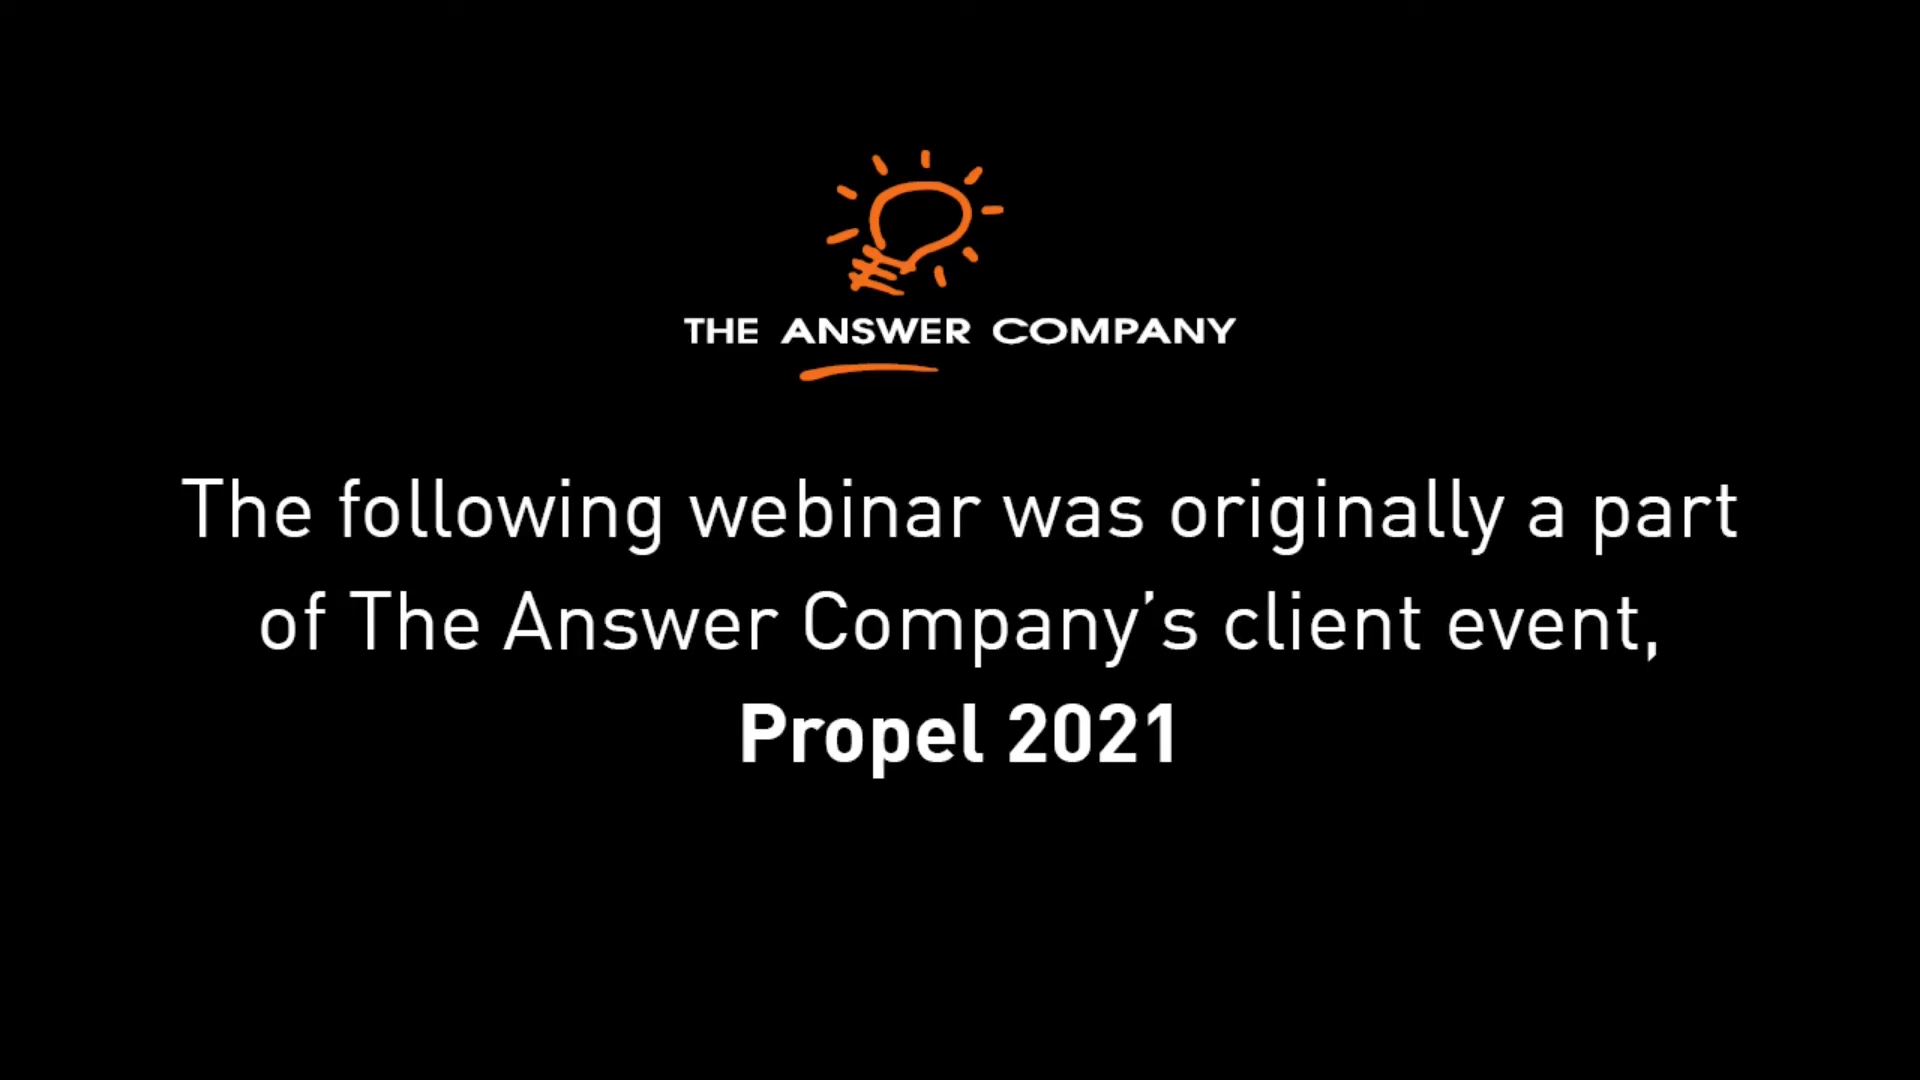 THE ANSWER COMPANY
The following webinar was originally a part
of The Answer Company’s client event,
Propel 2021